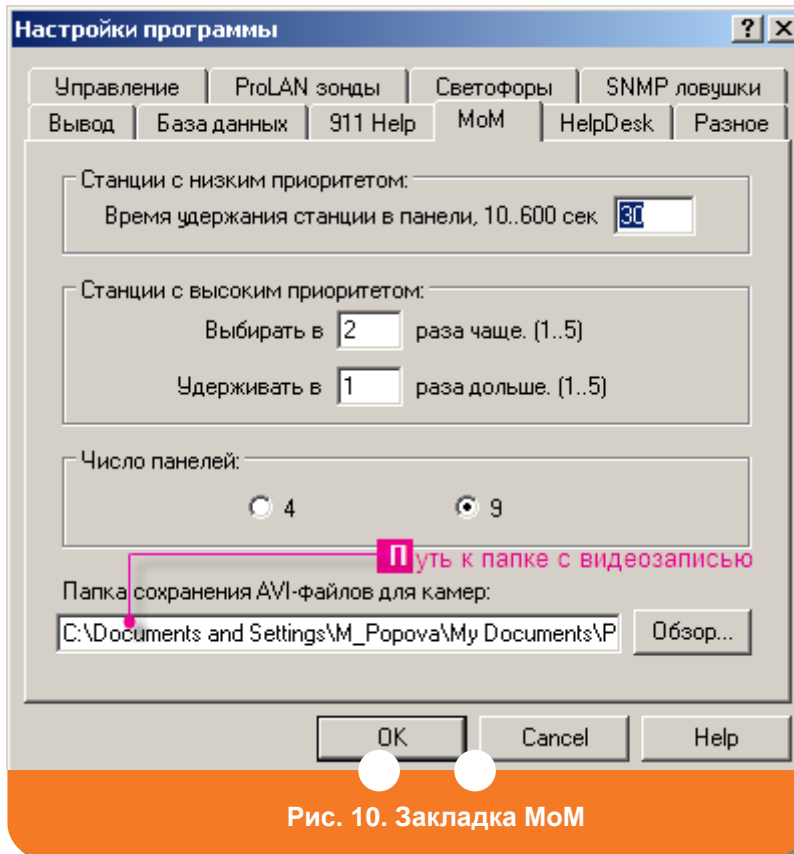 Настройки программы
Управление ProLAN зонды Светофоры SNMP ловушки
Вывод База данных 911 Help MoM HelpDesk Разное
Станции с низким приоритетом:
Время удержания станции в панели, 10..600 сек 30
Станции с высоким приоритетом:
Выбирать в 2 раза чаще. (1..5)
Удерживать в 1 раза дольше. (1..5)
Число панелей:
4 9
Путь к папке с видеозаписью
Папка сохранения AVI-файлов для камер:
C:\Documents and Settings\M_Popova\My Documents\P Обзор...
OK Cancel Help
Рис. 10. Закладка МоМ